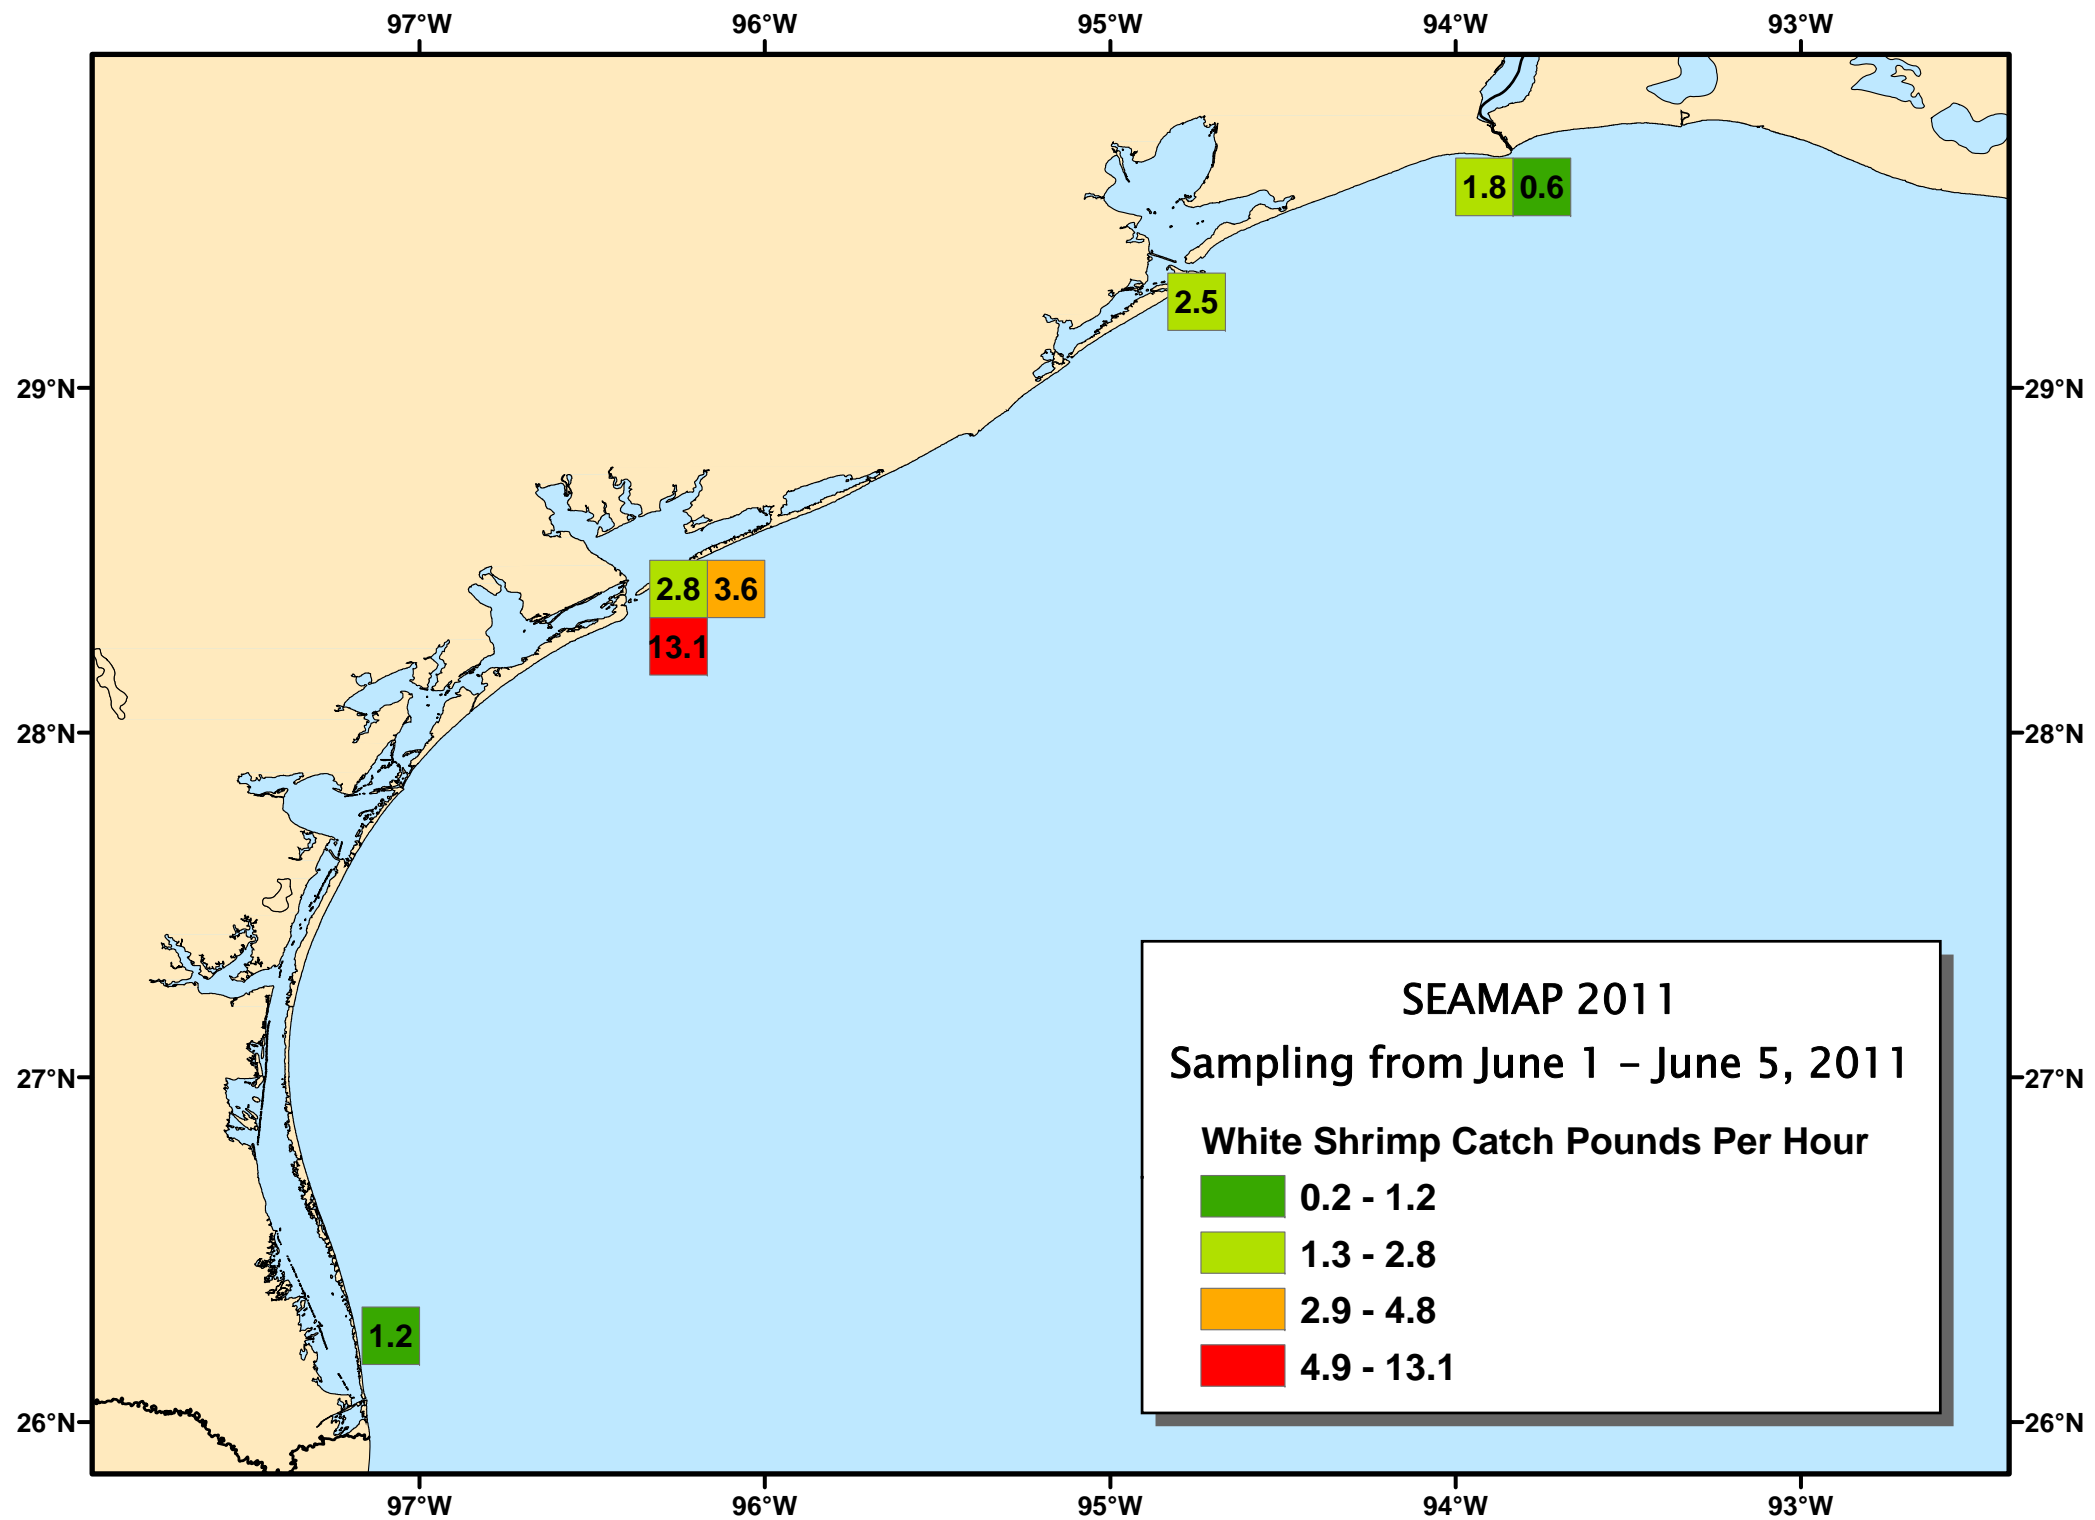 97°W 96°W 95°W 94°W 93°W
1.8 0.6
2.5
29°N 29°N
2.8 3.6
13.1
28°N 28°N
SEAMAP 2011
Sampling from June 1 – June 5, 2011
27°N 27°N
White Shrimp Catch Pounds Per Hour
0.2 - 1.2
1.3 - 2.8
2.9 - 4.8
1.2
4.9 - 13.1
26°N 26°N
97°W 96°W 95°W 94°W 93°W